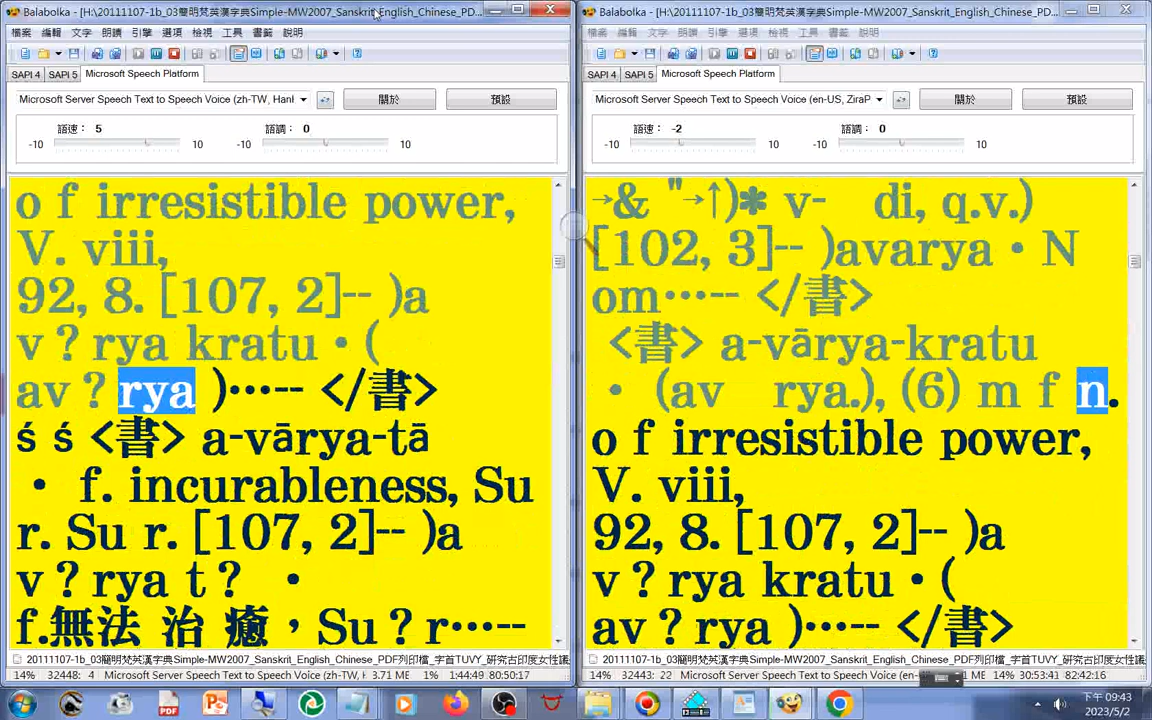 Balabolka - [H:\20111107-1b_03簡明梵英漢字典Simple-MW2007_Sanskrit_English_Chinese_PD...
檔案 編輯 文字 朗讀 引擎 選項 檢視 工具 書籤 說明
SAPI 4 SAPI 5 Microsoft Speech Platform
Microsoft Server Speech Text to Speech Voice (zh-TW, HanH 關於 預設
語速： 5 語調： 0
-10 10 -10 10
o f irresistible power,
V. viii,
92, 8. [107, 2]-- )a
v？rya kratu・(
av？rya )…-- </書>
ś ś <書> a-vārya-tā
・ f. incurableness, Su
r. Su r. [107, 2]-- )a
v？rya t？ ・
f.無法 治 癒，Su？r…--
20111107-1b_03簡明梵英漢字典Simple-MW2007_Sanskrit_English_Chinese_PDF列印檔_字首TUVY_研究古印度女性議
14% 32448: 4 Microsoft Server Speech Text to Speech Voice (zh-TW, 3.71 MB 1% 1:44:49 80:50:17
Balabolka - [H:\20111107-1b_03簡明梵英漢字典Simple-MW2007_Sanskrit_English_Chinese_PD...
檔案 編輯 文字 朗讀 引擎 選項 檢視 工具 書籤 說明
SAPI 4 SAPI 5 Microsoft Speech Platform
Microsoft Server Speech Text to Speech Voice (en-US, ZiraP 關於 預設
語速： -2 語調： 0
-10 10 -10 10
→& "→↑)* v- di, q.v.)
[102, 3]-- )avarya・N
om…-- </書>
<書> a-vārya-kratu
・ (av rya.), (6) m f n.
o f irresistible power,
V. viii,
92, 8. [107, 2]-- )a
v？rya kratu・(
av？rya )…-- </書>
20111107-1b_03簡明梵英漢字典Simple-MW2007_Sanskrit_English_Chinese_PDF列印檔_字首TUVY_研究古印度女性議
14% 32443: 22 Microsoft Server Speech Text to Speech Voice (en- 14% 30:53:41 82:42:16
下午 09:43
2023/5/2